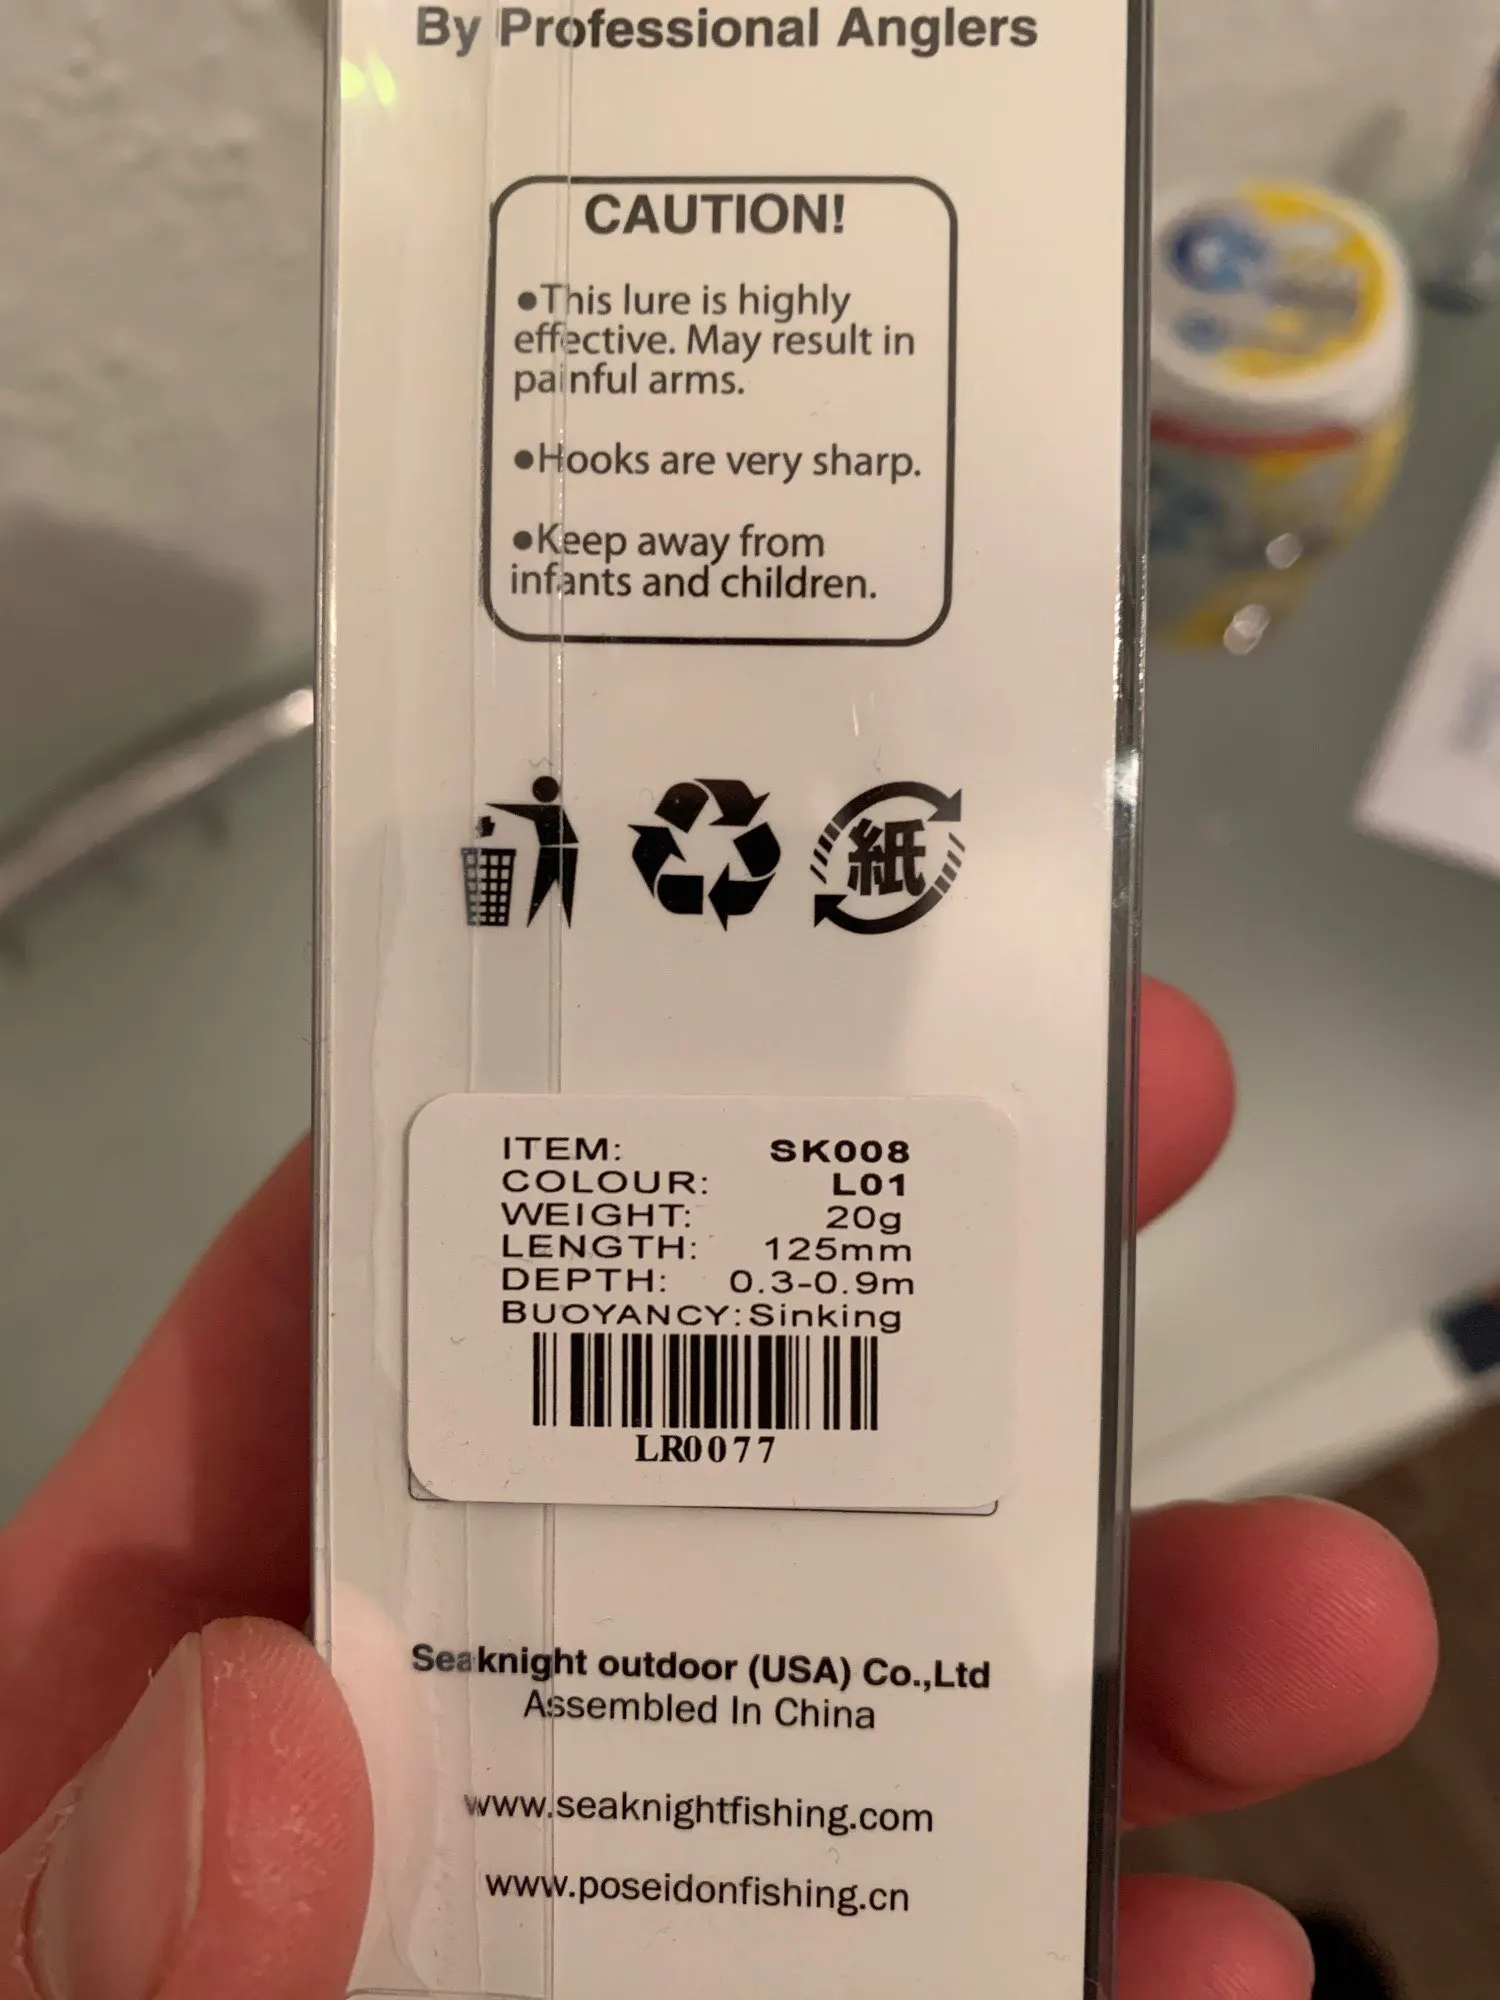 By Professional Anglers
CAUTION!
●This lure is highly
effective. May result in
painful arms.
●Hooks are very sharp.
●Keep away from
infants and children.
紙
ITEM: SK008
COLOUR: L01
WEIGHT: 20g
LENGTH: 125mm
DEPTH: 0.3-0.9m
BUOYANCY:Sinking
LR0077
Seaknight outdoor (USA) Co.,Ltd
Assembled In China
www.seaknightfishing.com
www.poseidonfishing.cn